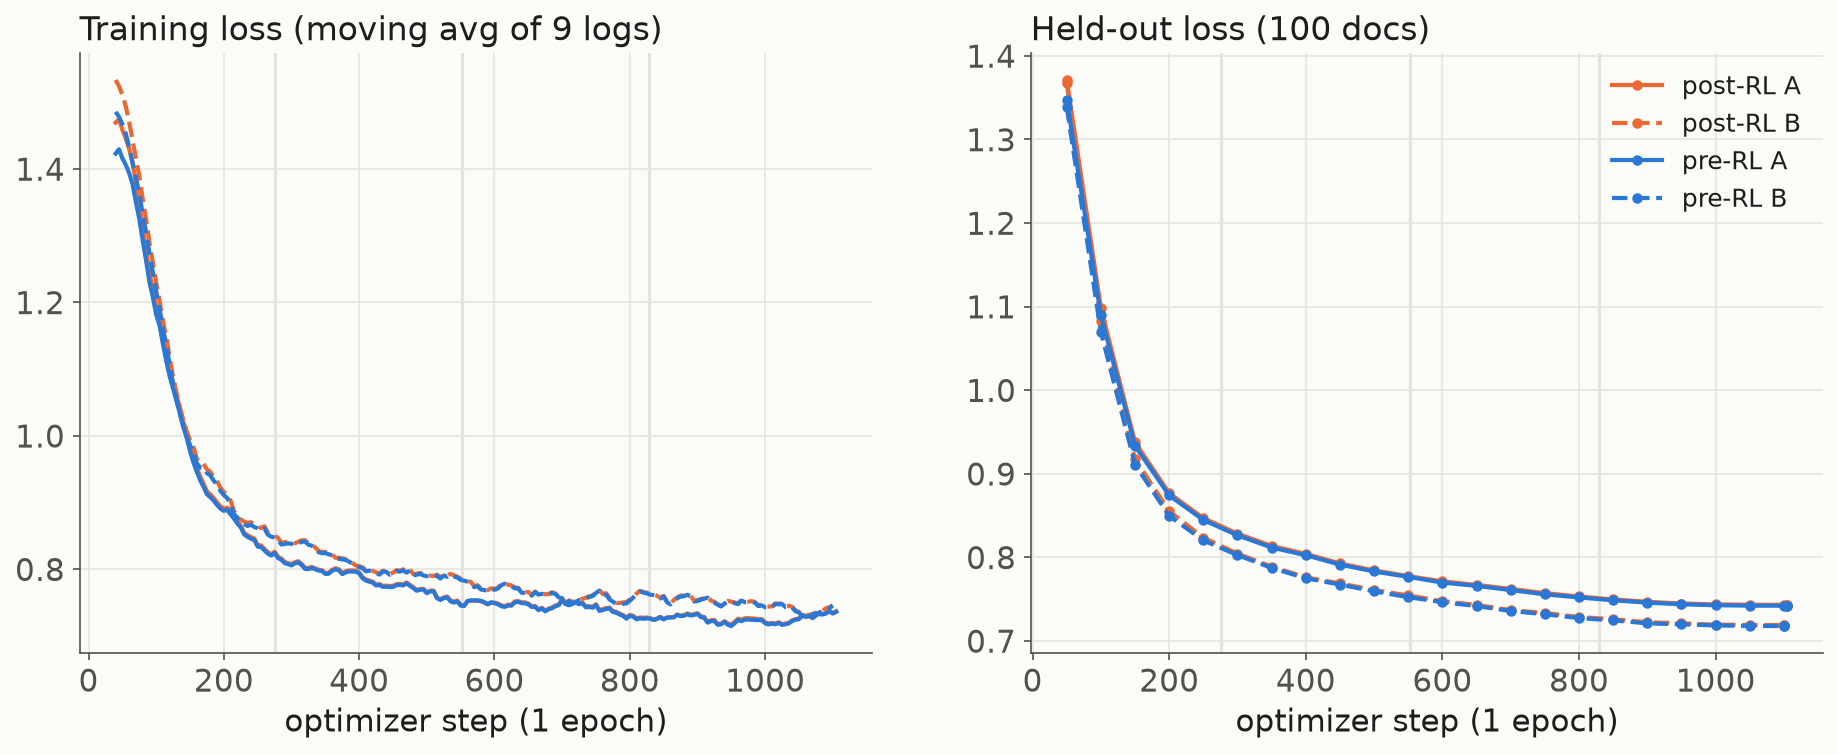 Training loss (moving avg of 9 logs)
1.4
1.2
1.0
0.8
0 200 400 600 800 1000
optimizer step (1 epoch)
Held-out loss (100 docs)
1.4
1.3
1.2
1.1
1.0
0.9
0.8
0.7
post-RL A
post-RL B
pre-RL A
pre-RL B
0 200 400 600 800 1000
optimizer step (1 epoch)